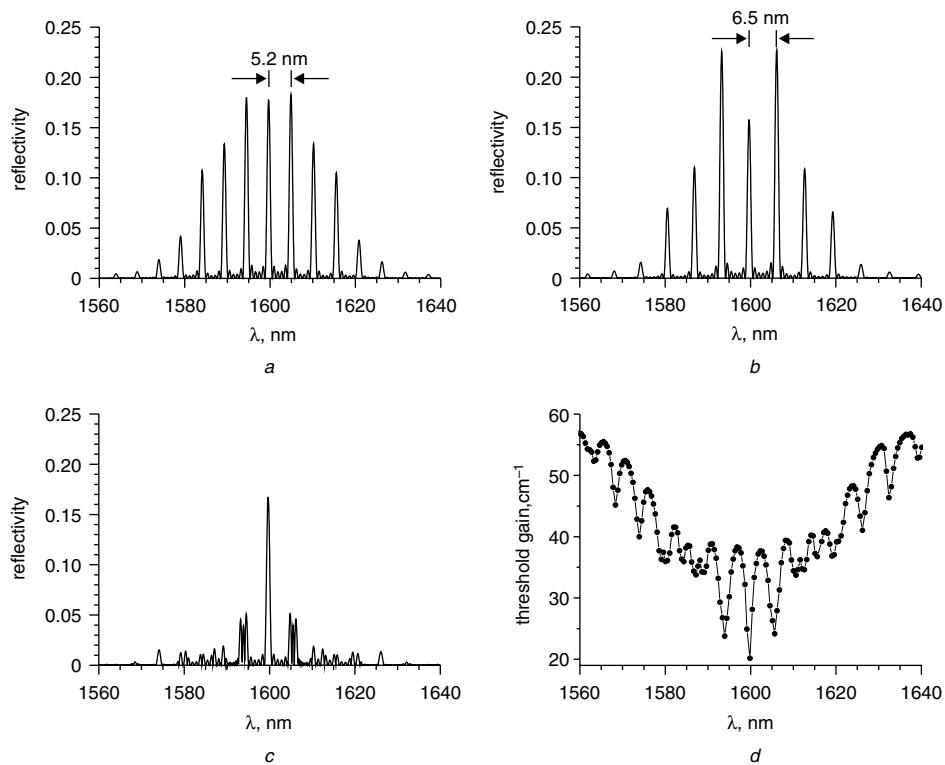 0.25
0.20
0.15
0.10
0.05
0
reflectivity
5.2 nm
1560 1580 1600 1620 1640
λ, nm
a
0.25
0.20
0.15
0.10
0.05
0
reflectivity
6.5 nm
1560 1580 1600 1620 1640
λ, nm
b
0.25
0.20
0.15
0.10
0.05
0
reflectivity
1560 1580 1600 1620 1640
λ, nm
c
60
50
40
30
20
threshold gain,cm⁻¹
1560 1580 1600 1620 1640
λ, nm
d